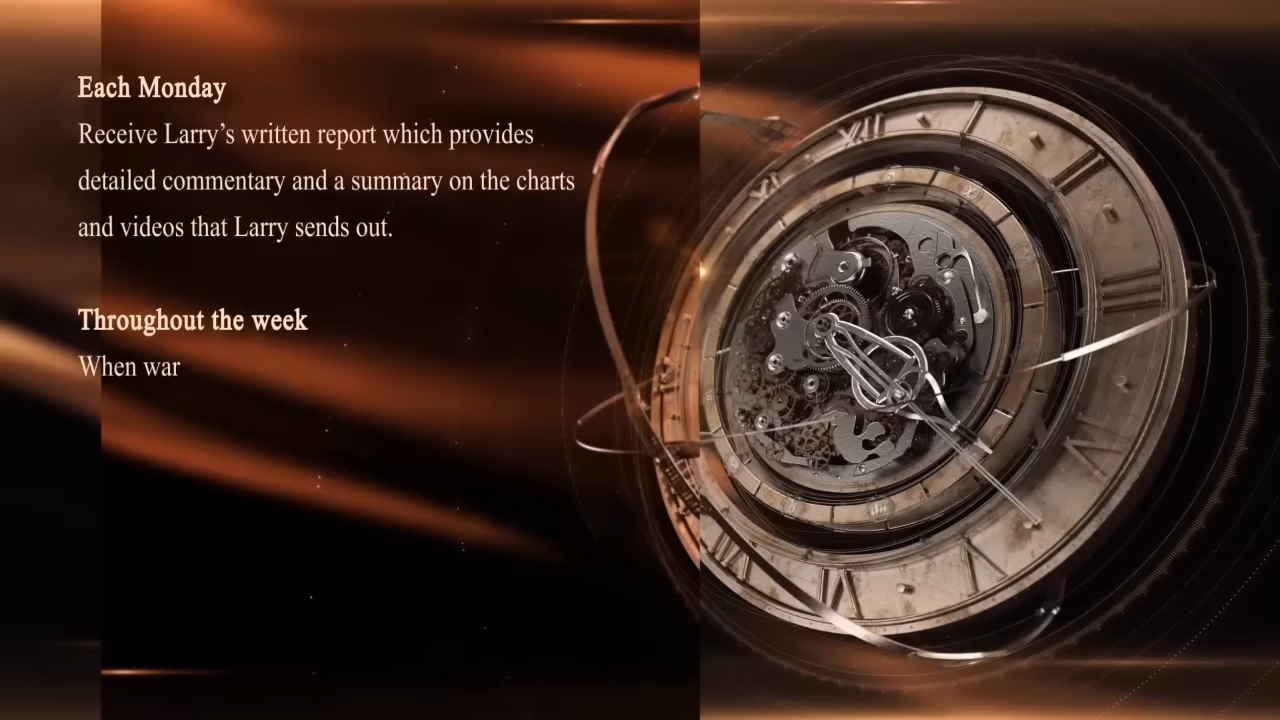 Each Monday
Receive Larry’s written report which provides
detailed commentary and a summary on the charts
and videos that Larry sends out.
Throughout the week
When war